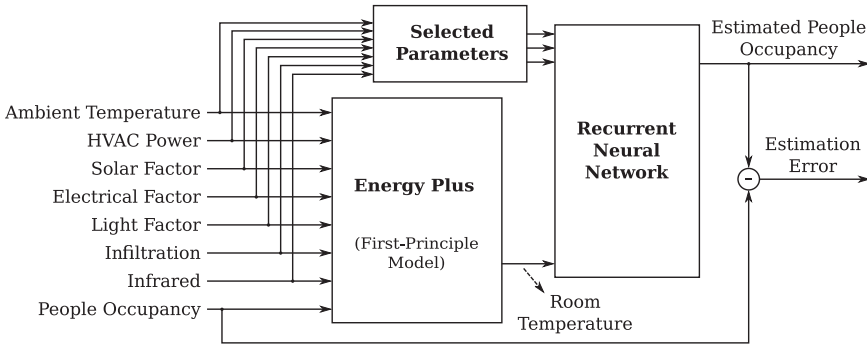 Selected
Parameters
Estimated People
Occupancy
Ambient Temperature
HVAC Power
Solar Factor
Electrical Factor
Light Factor
Infiltration
Infrared
People Occupancy
Energy Plus
(First-Principle
Model)
Recurrent
Neural
Network
Estimation
Error
-
Room
Temperature